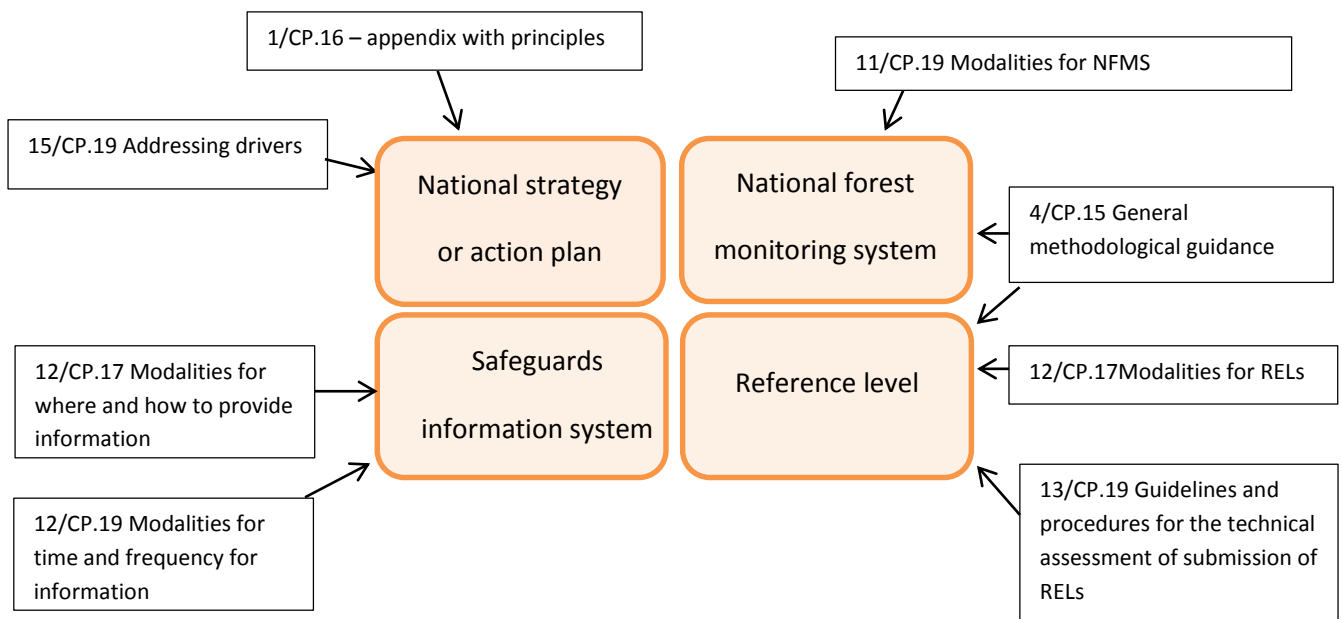 1/CP.16 – appendix with principles
11/CP.19 Modalities for NFMS
15/CP.19 Addressing drivers
National strategy
or action plan
National forest
monitoring system
4/CP.15 General
methodological guidance
12/CP.17 Modalities for
where and how to provide
information
Safeguards
information system
Reference level
12/CP.17Modalities for RELs
12/CP.19 Modalities for
time and frequency for
information
13/CP.19 Guidelines and
procedures for the technical
assessment of submission of
RELs